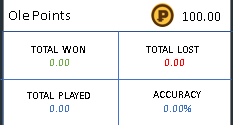 Ole Points P 100.00
TOTAL WON TOTAL LOST
0.00 0.00
TOTAL PLAYED ACCURACY
0.00 0.00%